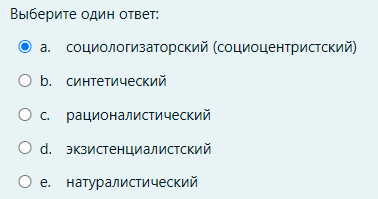 Выберите один ответ:
a. социологизаторский (социоцентристский)
b. синтетический
c. рационалистический
d. экзистенциалистский
e. натуралистический